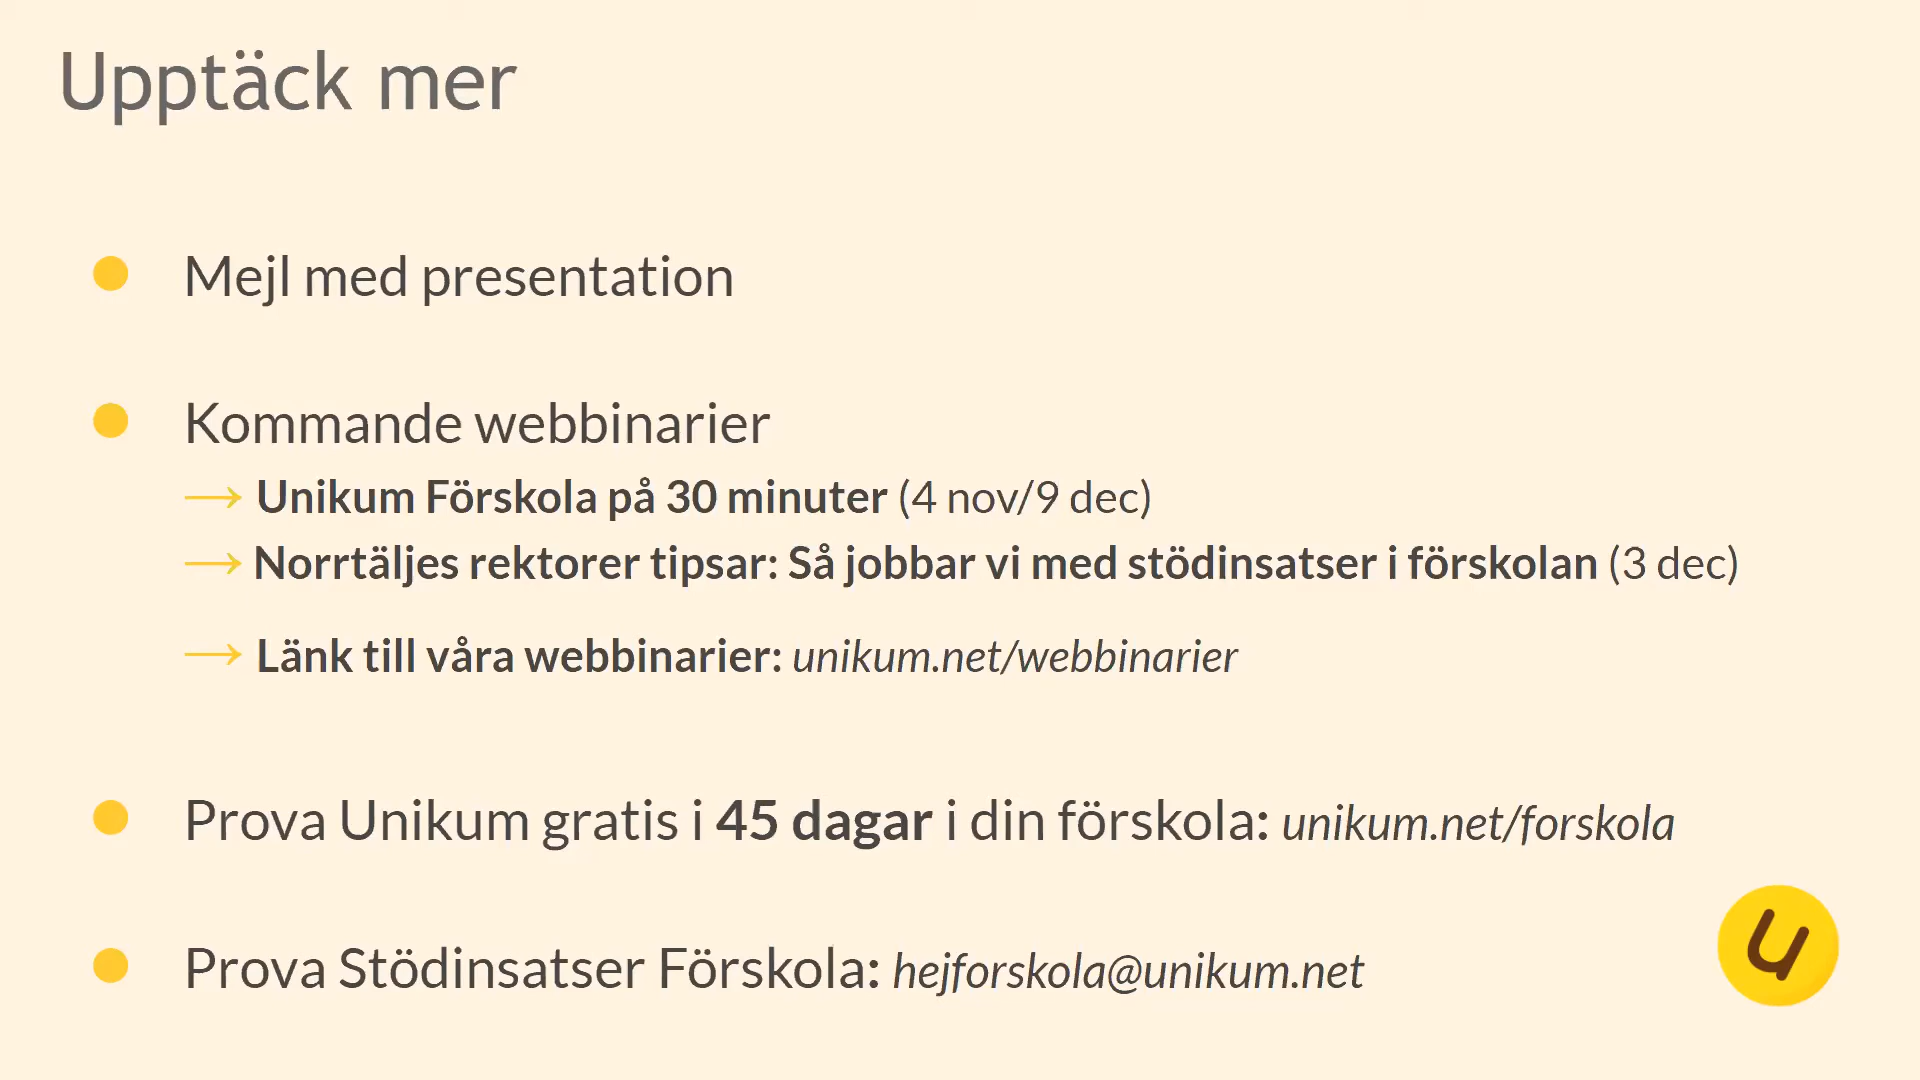 Upptäck mer
● Mejl med presentation
● Kommande webbinarier
→ Unikum Förskola på 30 minuter (4 nov/9 dec)
→ Norrtäljes rektorer tipsar: Så jobbar vi med stödinsatser i förskolan (3 dec)
→ Länk till våra webbinarier: unikum.net/webbinarier
● Prova Unikum gratis i 45 dagar i din förskola: unikum.net/forskola
● Prova Stödinsatser Förskola: hejforskola@unikum.net
u